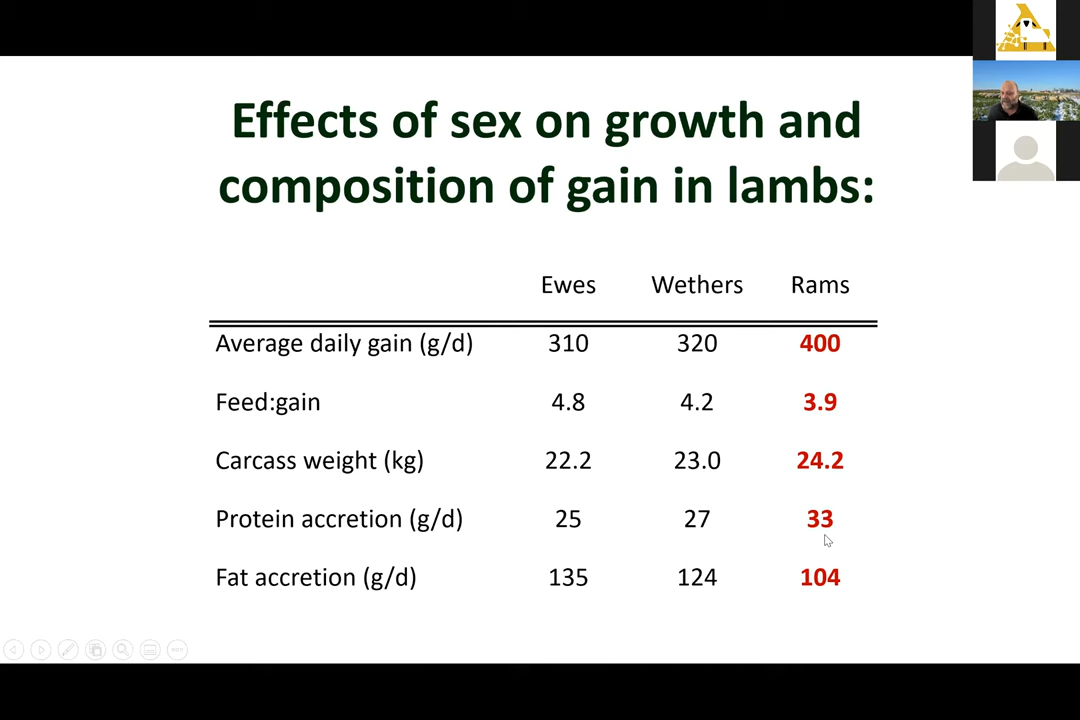 Effects of sex on growth and
composition of gain in lambs:
Ewes Wethers Rams
Average daily gain (g/d) 310 320 400
Feed:gain 4.8 4.2 3.9
Carcass weight (kg) 22.2 23.0 24.2
Protein accretion (g/d) 25 27 33
Fat accretion (g/d) 135 124 104